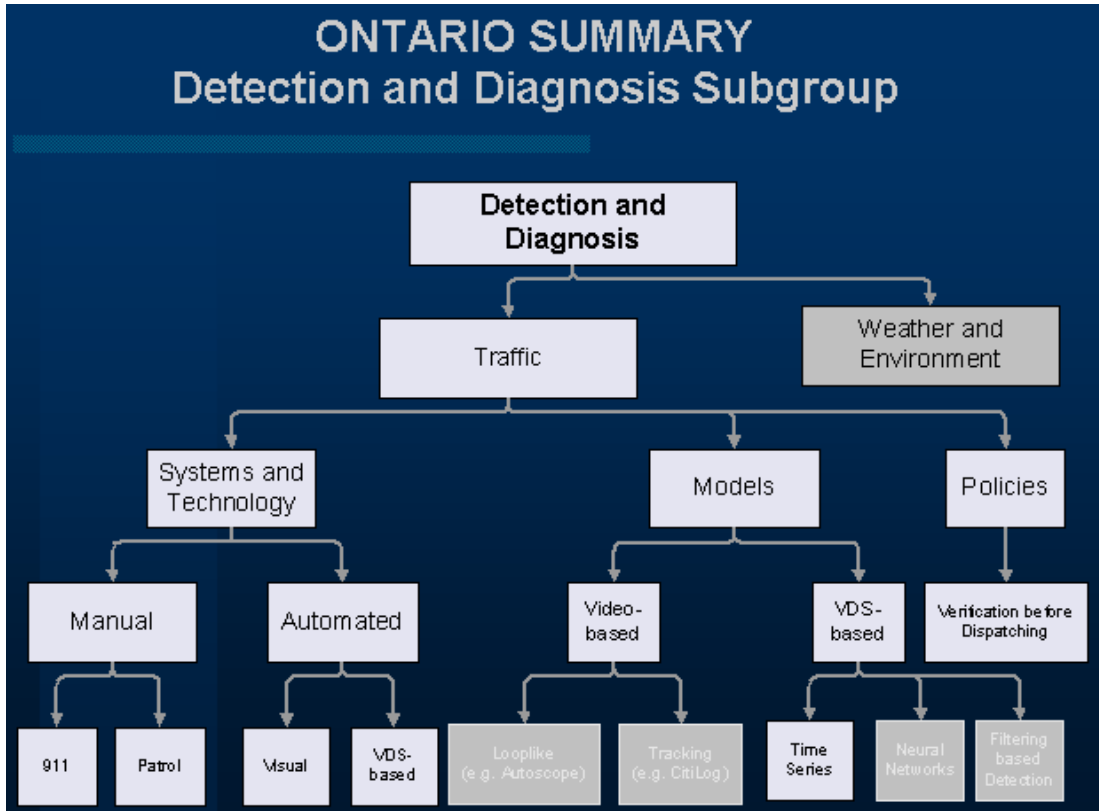 ONTARIO SUMMARY
Detection and Diagnosis Subgroup
Detection and
Diagnosis
Traffic
Weather and
Environment
Systems and
Technology
Models
Policies
Manual
Automated
Video-
based
VDS-
based
Verification before
Dispatching
911
Patrol
Visual
VDS-
based
Looplike
(e.g. Autoscope)
Tracking
(e.g. CitiLog)
Time
Series
Neural
Networks
Filtering
based
Detection